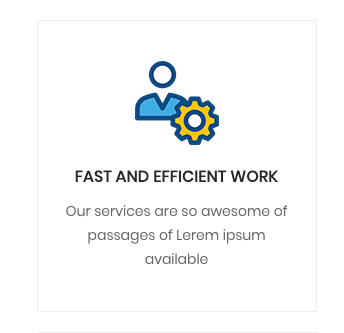 FAST AND EFFICIENT WORK
Our services are so awesome of
passages of Lerem ipsum
available